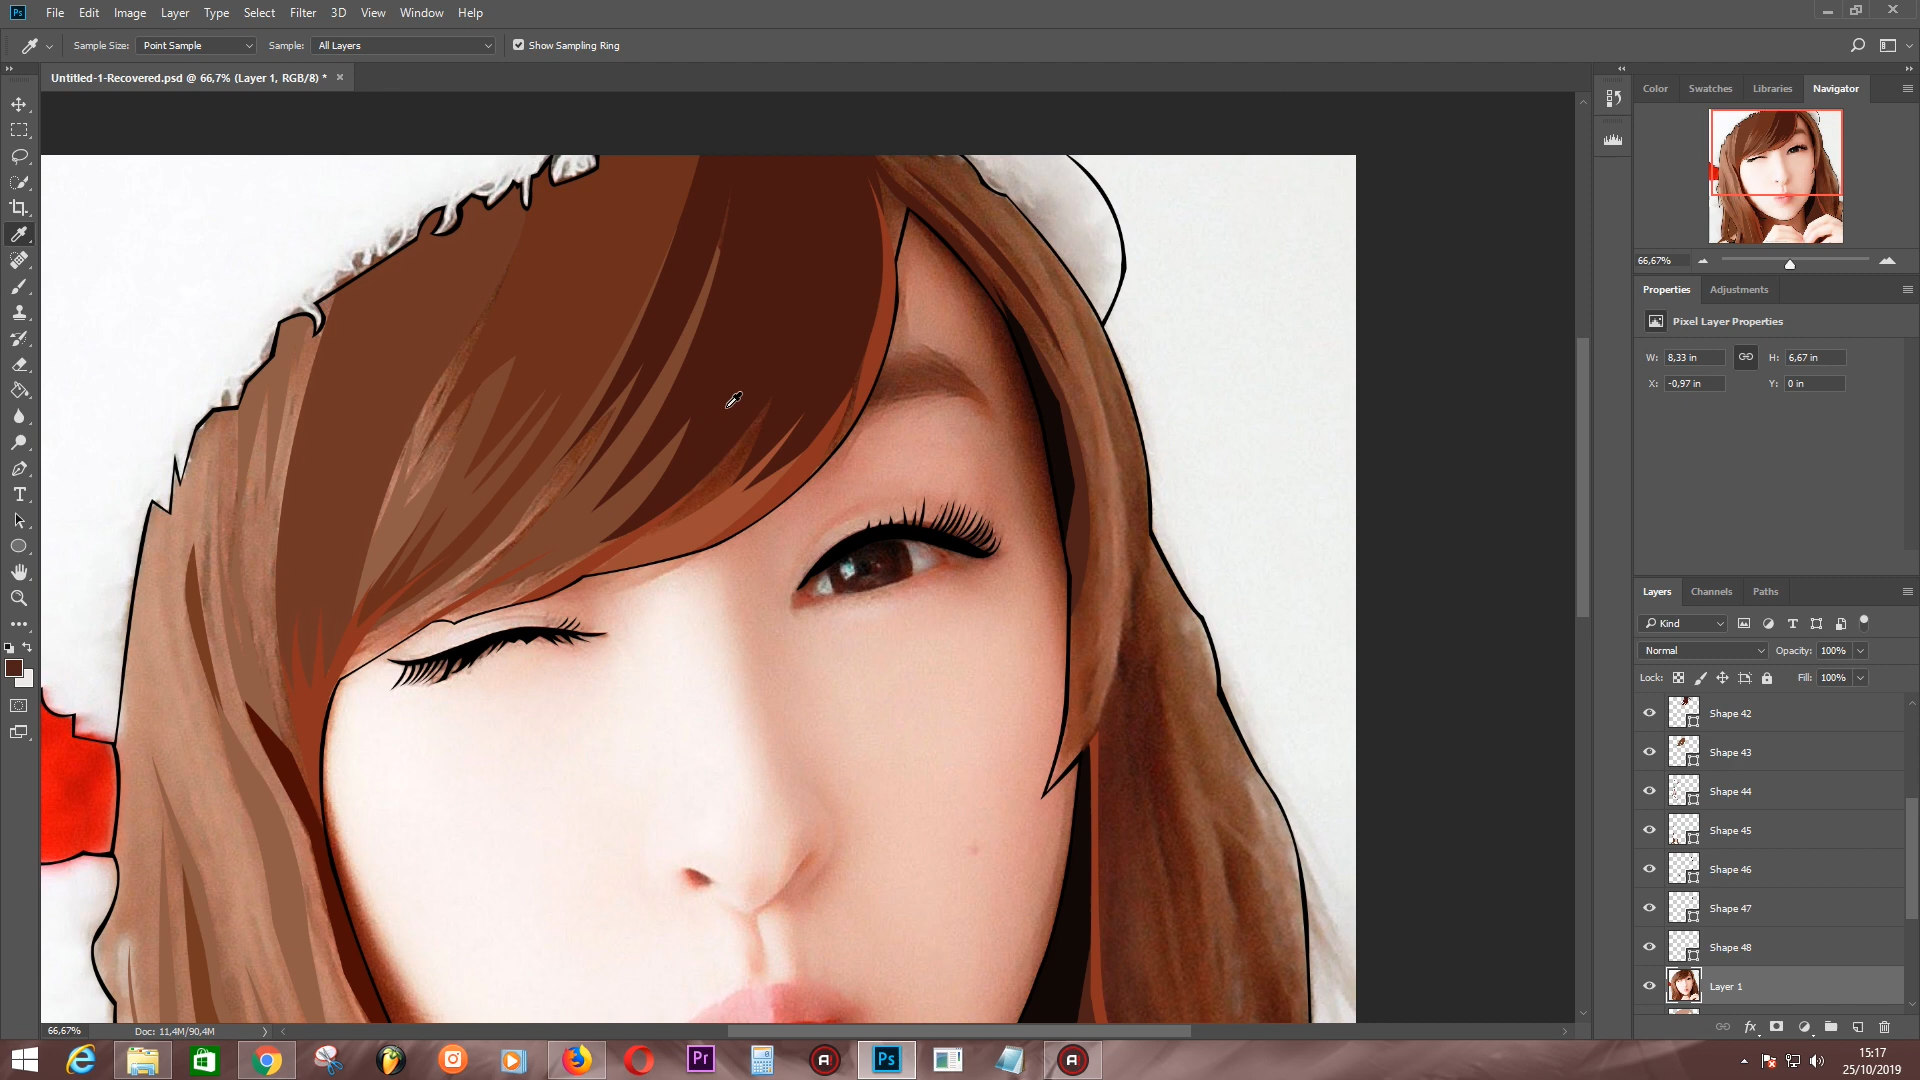 Ps File Edit Image Layer Type Select Filter 3D View Window Help
Sample Size: Point Sample Sample: All Layers Show Sampling Ring
Untitled-1-Recovered.psd @ 66,7% (Layer 1, RGB/8) *
Color Swatches Libraries Navigator
66,67%
Properties Adjustments
Pixel Layer Properties
W: 8,33 in H: 6,67 in
X: -0,97 in Y: 0 in
Layers Channels Paths
Kind
Normal Opacity: 100%
Lock: Fill: 100%
Shape 42
Shape 43
Shape 44
Shape 45
Shape 46
Shape 47
Shape 48
Layer 1
fx
66,67% Doc: 11,4M/90,4M
Pr Ps
15:17
25/10/2019